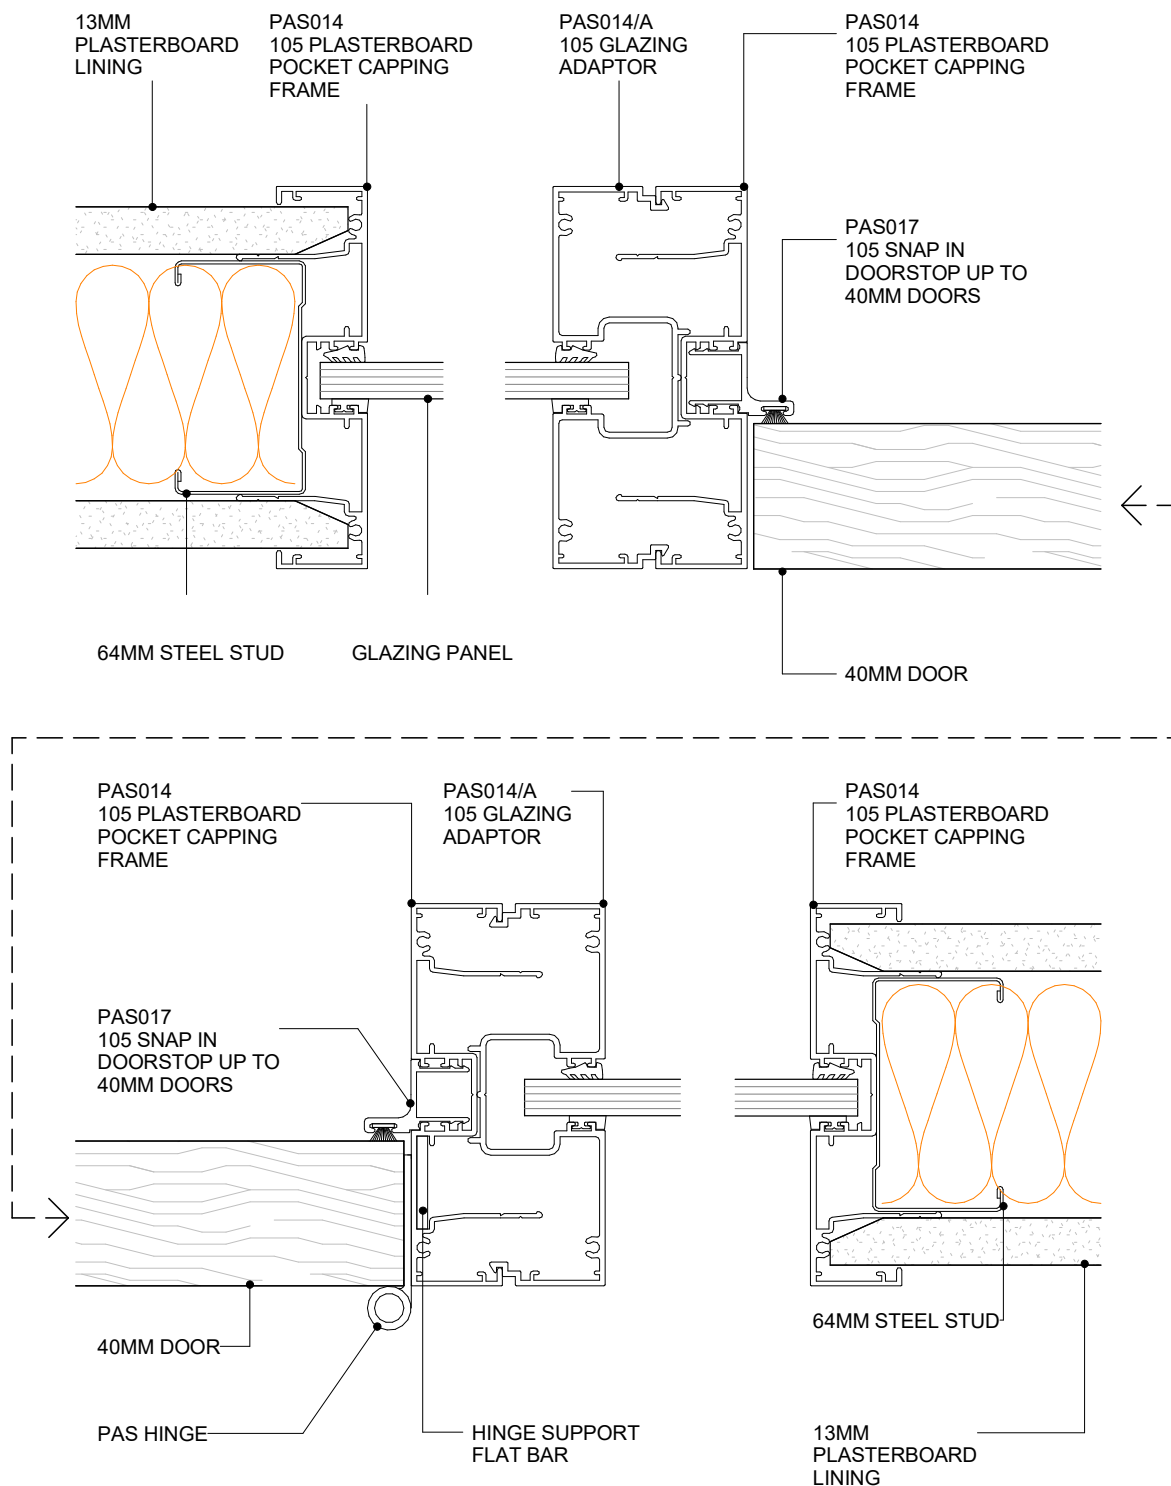 13MM
PLASTERBOARD
LINING
PAS014
105 PLASTERBOARD
POCKET CAPPING
FRAME
PAS014/A
105 GLAZING
ADAPTOR
PAS014
105 PLASTERBOARD
POCKET CAPPING
FRAME
PAS017
105 SNAP IN
DOORSTOP UP TO
40MM DOORS
64MM STEEL STUD
GLAZING PANEL
40MM DOOR
PAS014
105 PLASTERBOARD
POCKET CAPPING
FRAME
PAS014/A
105 GLAZING
ADAPTOR
PAS014
105 PLASTERBOARD
POCKET CAPPING
FRAME
PAS017
105 SNAP IN
DOORSTOP UP TO
40MM DOORS
40MM DOOR
64MM STEEL STUD
PAS HINGE
HINGE SUPPORT
FLAT BAR
13MM
PLASTERBOARD
LINING